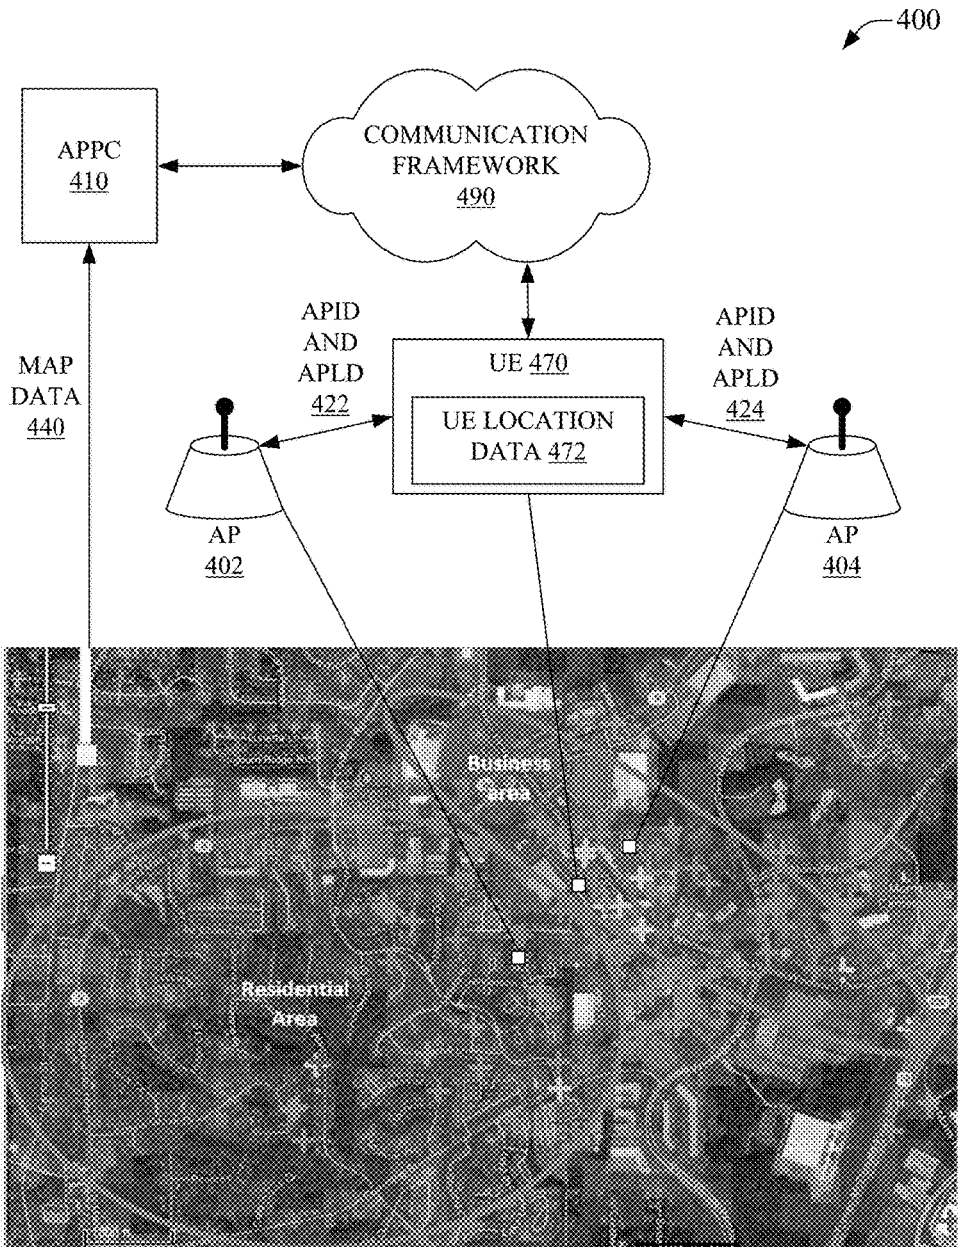 400
APPC
410
COMMUNICATION
FRAMEWORK
490
MAP
DATA
440
APID
AND
APLD
422
UE 470
UE LOCATION
DATA 472
APID
AND
APLD
424
AP
402
AP
404
Business
area
Residential
Area